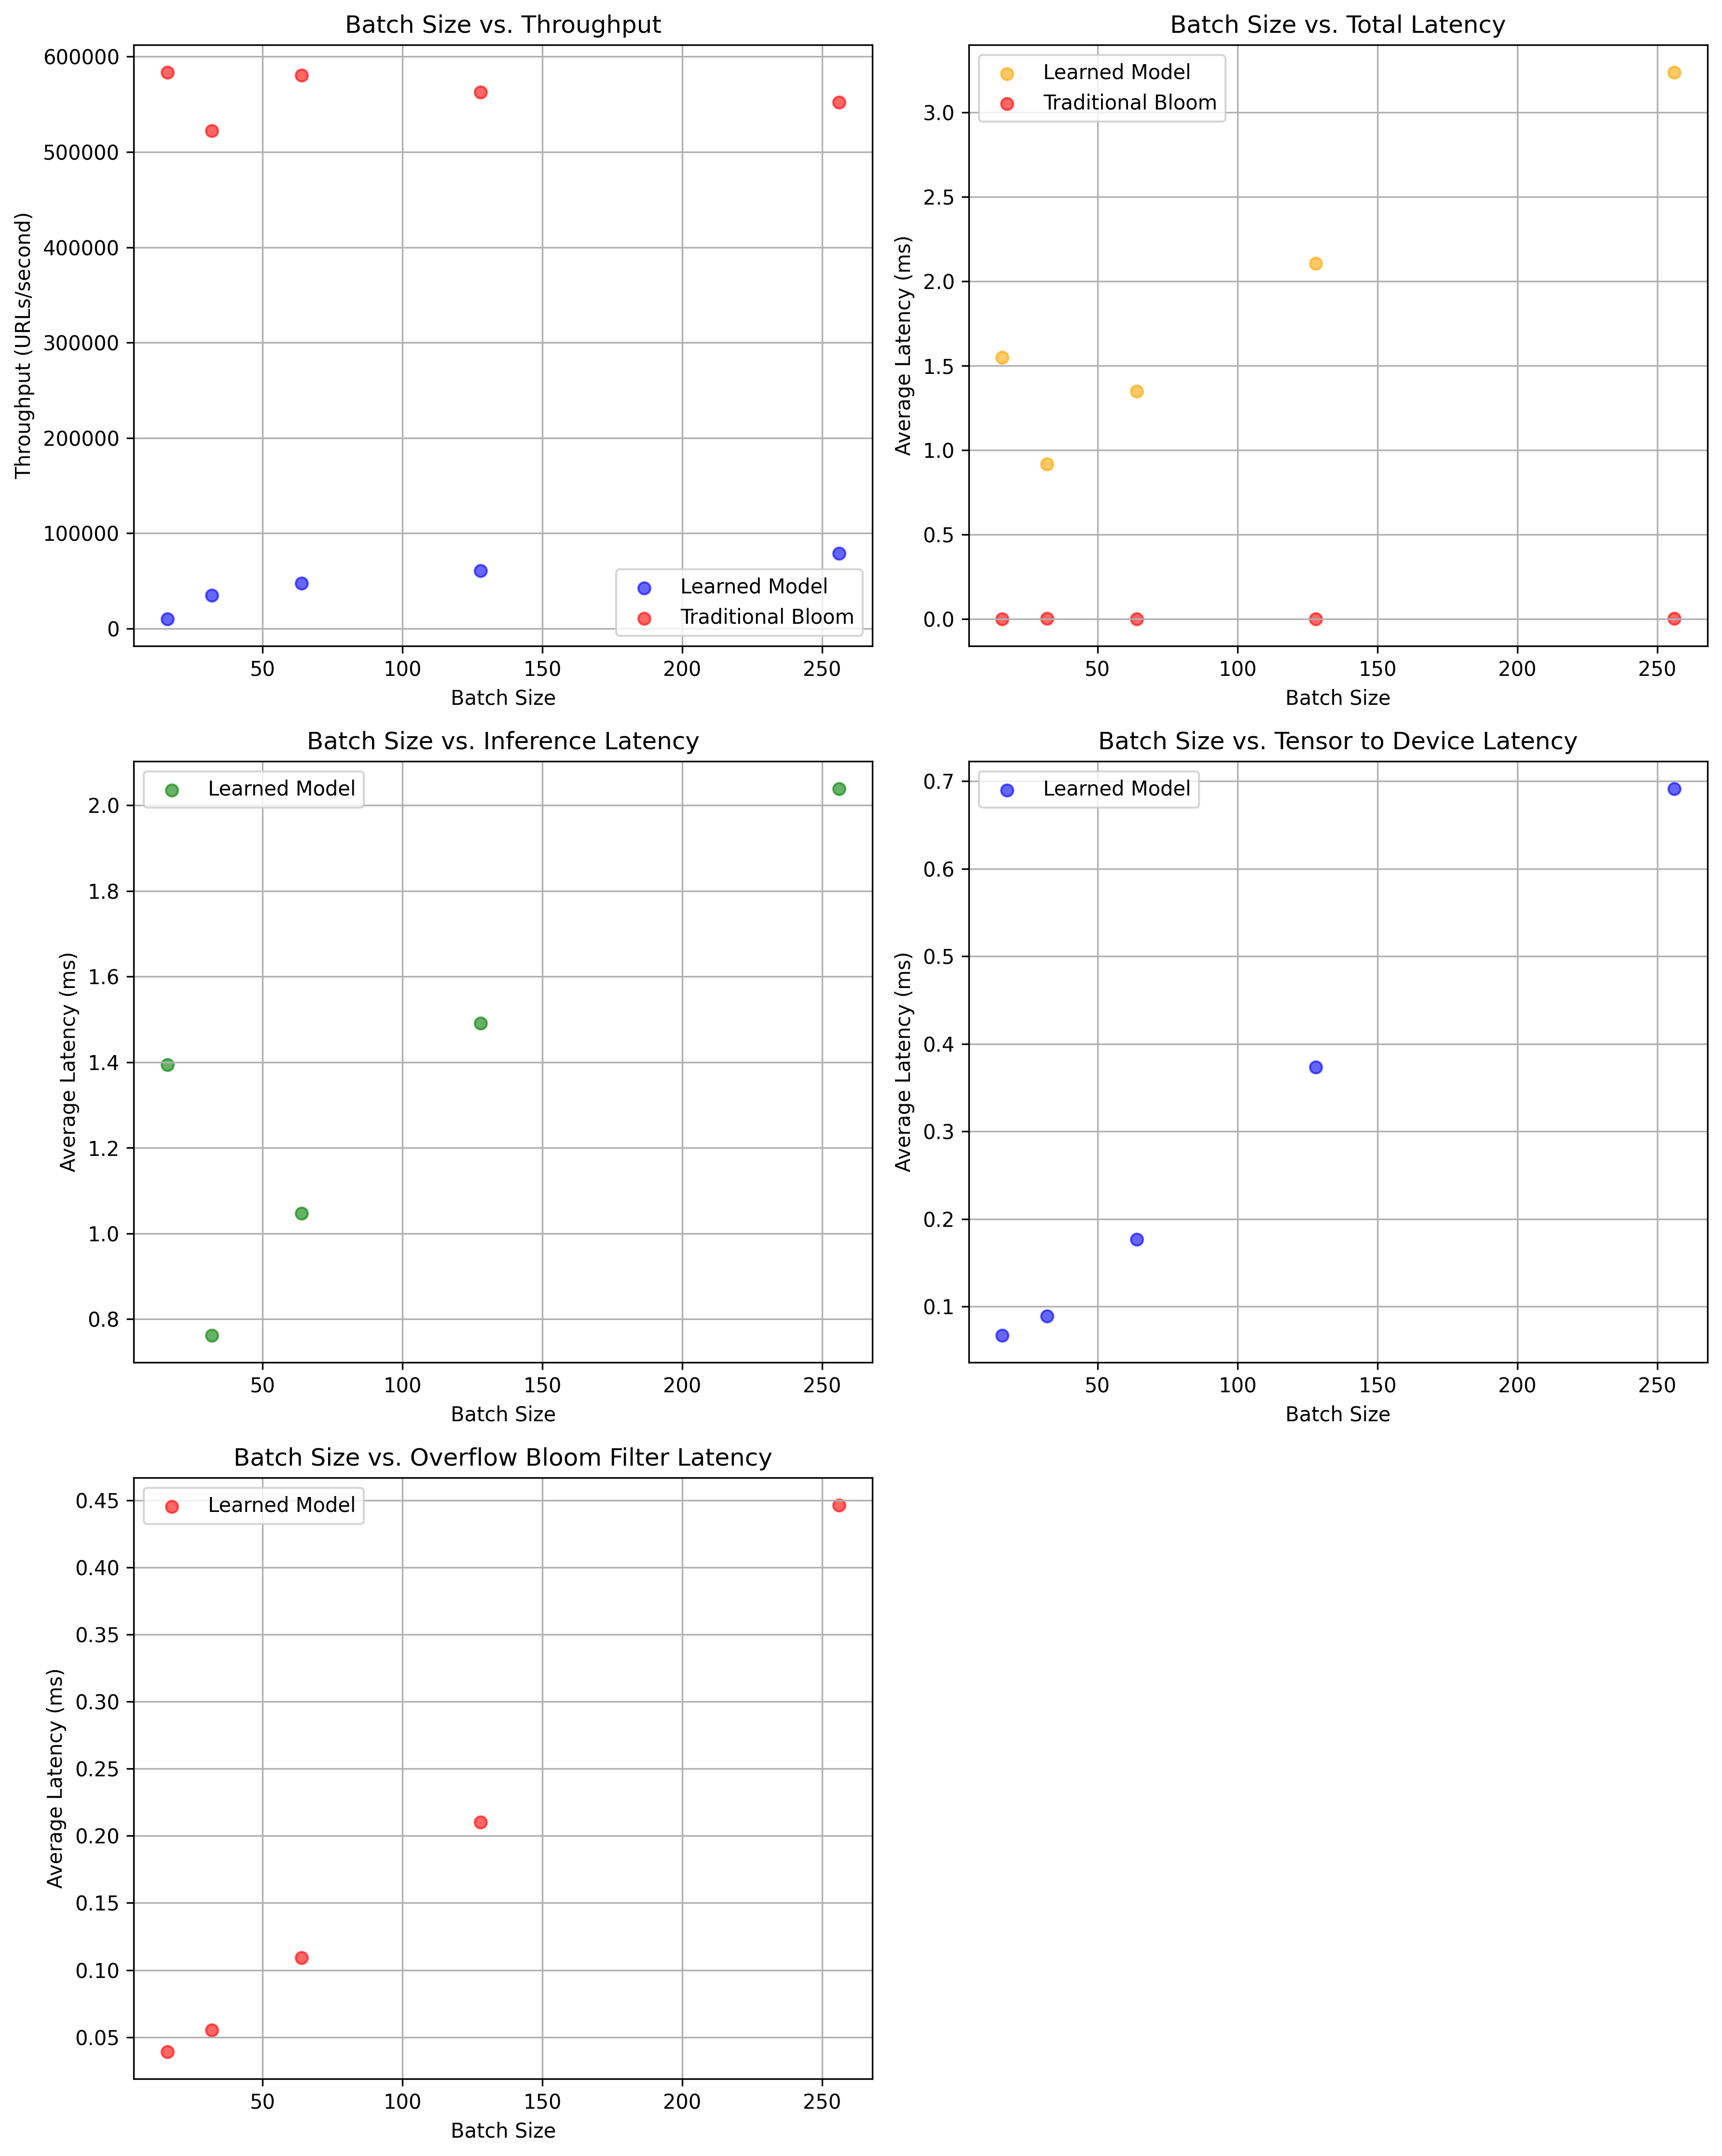 Batch Size vs. Throughput
Throughput (URLs/second)
600000
500000
400000
300000
200000
100000
0
50 100 150 200 250
Batch Size
Learned Model
Traditional Bloom
Batch Size vs. Total Latency
Average Latency (ms)
3.0
2.5
2.0
1.5
1.0
0.5
0.0
50 100 150 200 250
Batch Size
Learned Model
Traditional Bloom
Batch Size vs. Inference Latency
Average Latency (ms)
2.0
1.8
1.6
1.4
1.2
1.0
0.8
50 100 150 200 250
Batch Size
Learned Model
Batch Size vs. Tensor to Device Latency
Average Latency (ms)
0.7
0.6
0.5
0.4
0.3
0.2
0.1
50 100 150 200 250
Batch Size
Learned Model
Batch Size vs. Overflow Bloom Filter Latency
Average Latency (ms)
0.45
0.40
0.35
0.30
0.25
0.20
0.15
0.10
0.05
50 100 150 200 250
Batch Size
Learned Model